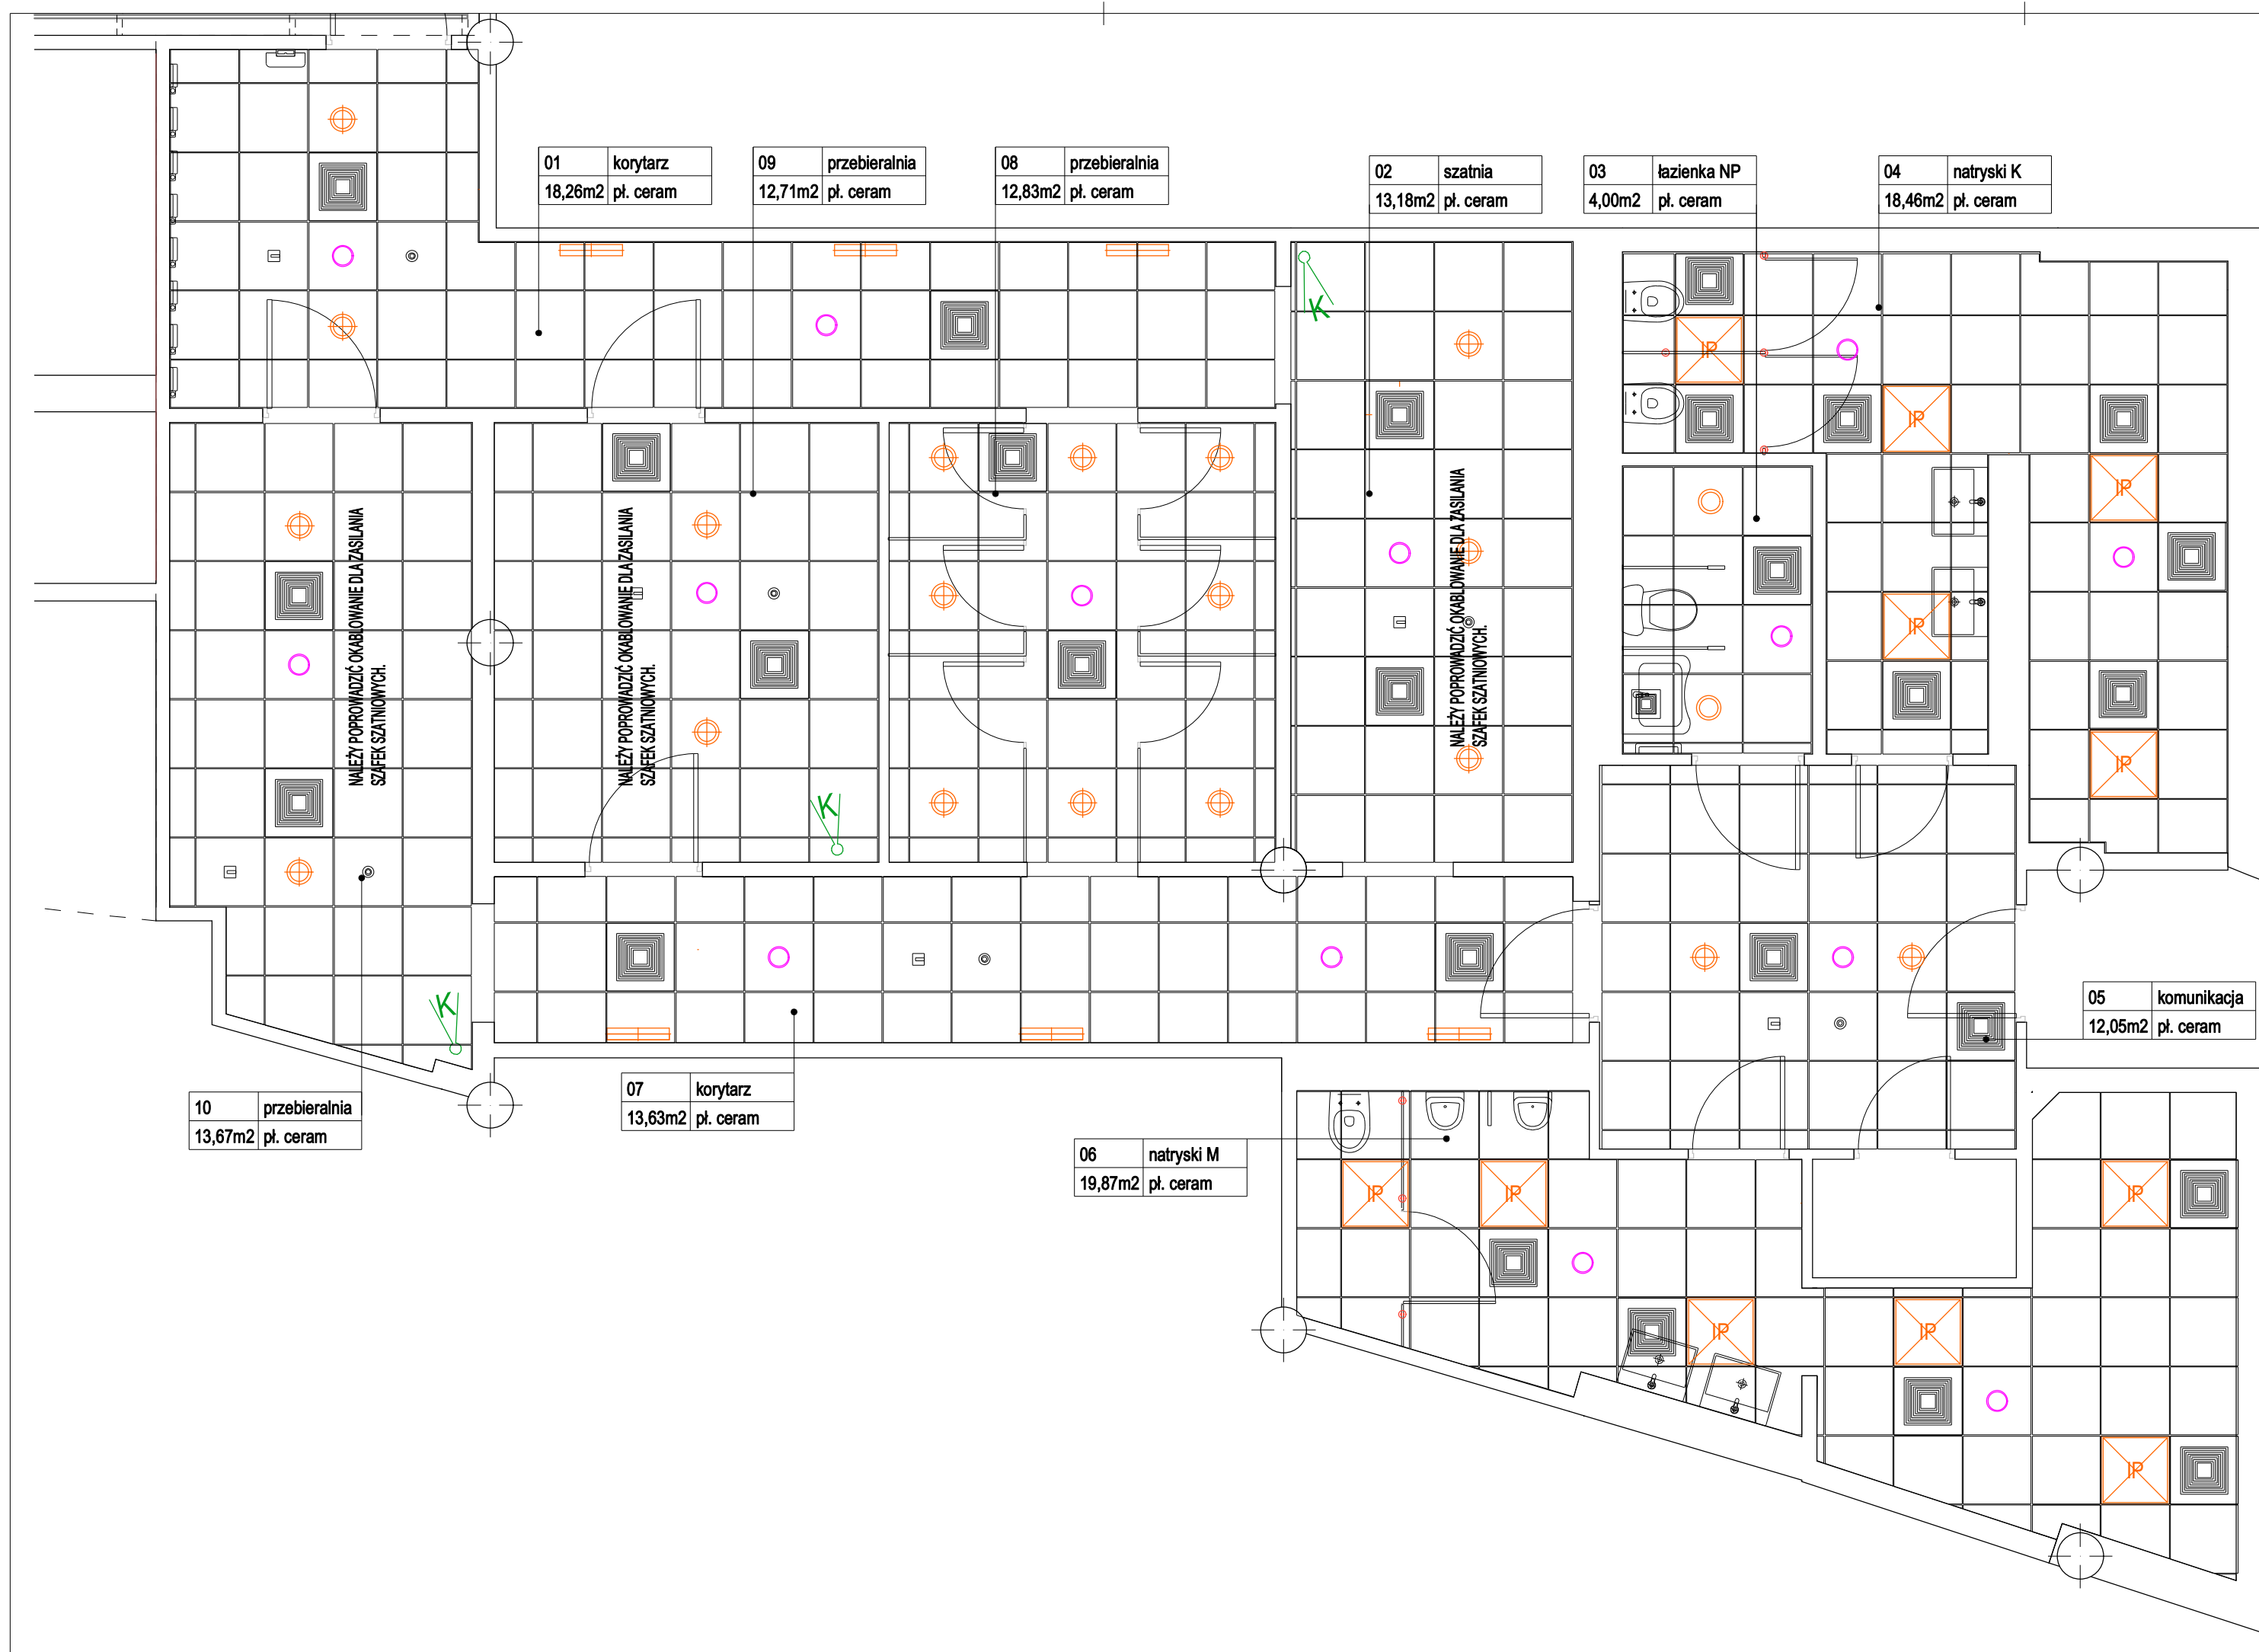 01 korytarz
18,26m2 pł. ceram
09 przebieralnia
12,71m2 pł. ceram
08 przebieralnia
12,83m2 pł. ceram
02 szatnia
13,18m2 pł. ceram
03 łazienka NP
4,00m2 pł. ceram
04 natryski K
18,46m2 pł. ceram
K
IP
IP
IP
IP
IP
NALEŻY POPROWADZIĆ OKABLOWANIE DLA ZASILANIA
SZAFEK SZATNIOWYCH.
NALEŻY POPROWADZIĆ OKABLOWANIE DLA ZASILANIA
SZAFEK SZATNIOWYCH.
NALEŻY POPROWADZIĆ OKABLOWANIE DLA ZASILANIA
SZAFEK SZATNIOWYCH.
K
K
05 komunikacja
12,05m2 pł. ceram
10 przebieralnia
13,67m2 pł. ceram
07 korytarz
13,63m2 pł. ceram
06 natryski M
19,87m2 pł. ceram
IP
IP
IP
IP
IP
IP